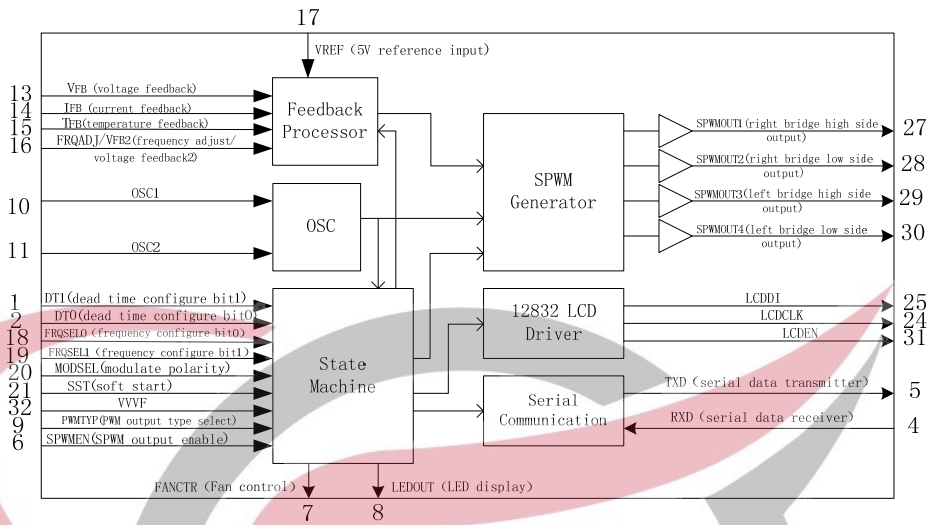 17
VREF (5V reference input)
13
VFB (voltage feedback)
14
IFB (current feedback)
15
TFB(temperature feedback)
16
FRQADJ/VFB2(frequency adjust/
voltage feedback2)
Feedback
Processor
10
OSC1
11
OSC2
OSC
SPWM
Generator
SPWMOUT1(right bridge high side
output)
27
SPWMOUT2(right bridge low side
output)
28
SPWMOUT3(left bridge high side
output)
29
SPWMOUT4(left bridge low side
output)
30
1
DT1(dead time configure bit1)
2
DT0(dead time configure bit0)
18
FRQSEL0 (frequency configure bit0)
19
FRQSEL1 (frequency configure bit1)
20
MODSEL(modulate polarity)
21
SST(soft start)
32
VVVF
9
PWMTYP(PWM output type select)
6
SPWMEN(SPWM output enable)
State
Machine
12832 LCD
Driver
LCDDI
25
LCDCLK
24
LCDEN
31
Serial
Communication
TXD (serial data transmitter)
5
RXD (serial data receiver)
4
FANCTR (Fan control)
7
LEDOUT (LED display)
8